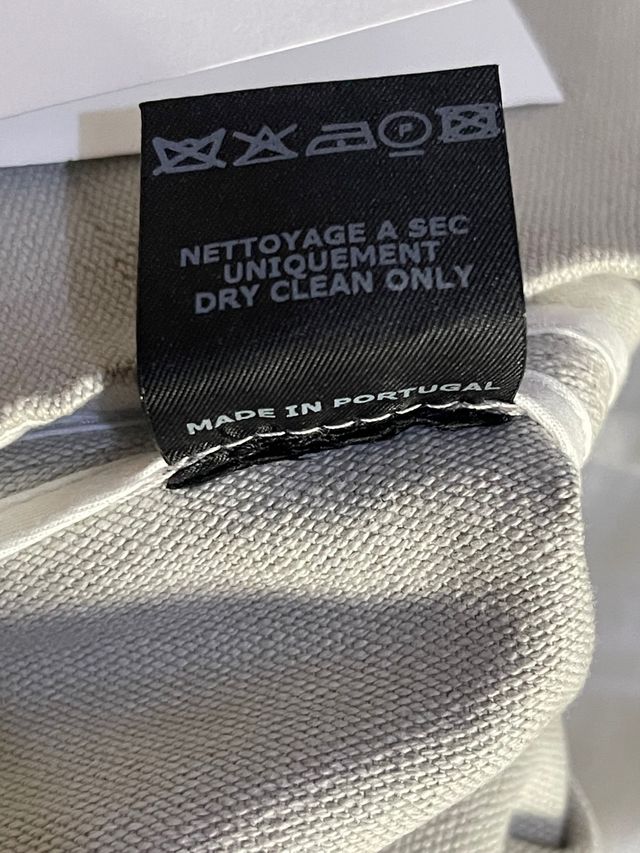 P
NETTOYAGE A SEC
UNIQUEMENT
DRY CLEAN ONLY
MADE IN PORTUGAL